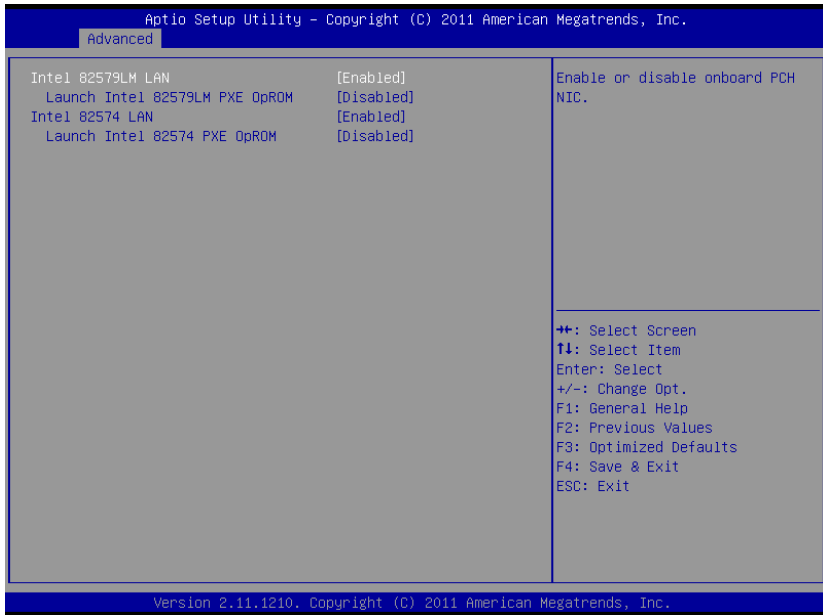 Aptio Setup Utility – Copyright (C) 2011 American Megatrends, Inc.
Advanced
Intel 82579LM LAN [Enabled]
Launch Intel 82579LM PXE OpROM [Disabled]
Intel 82574 LAN [Enabled]
Launch Intel 82574 PXE OpROM [Disabled]
Enable or disable onboard PCH
NIC.
→←: Select Screen
↑↓: Select Item
Enter: Select
+/-: Change Opt.
F1: General Help
F2: Previous Values
F3: Optimized Defaults
F4: Save & Exit
ESC: Exit
Version 2.11.1210. Copyright (C) 2011 American Megatrends, Inc.